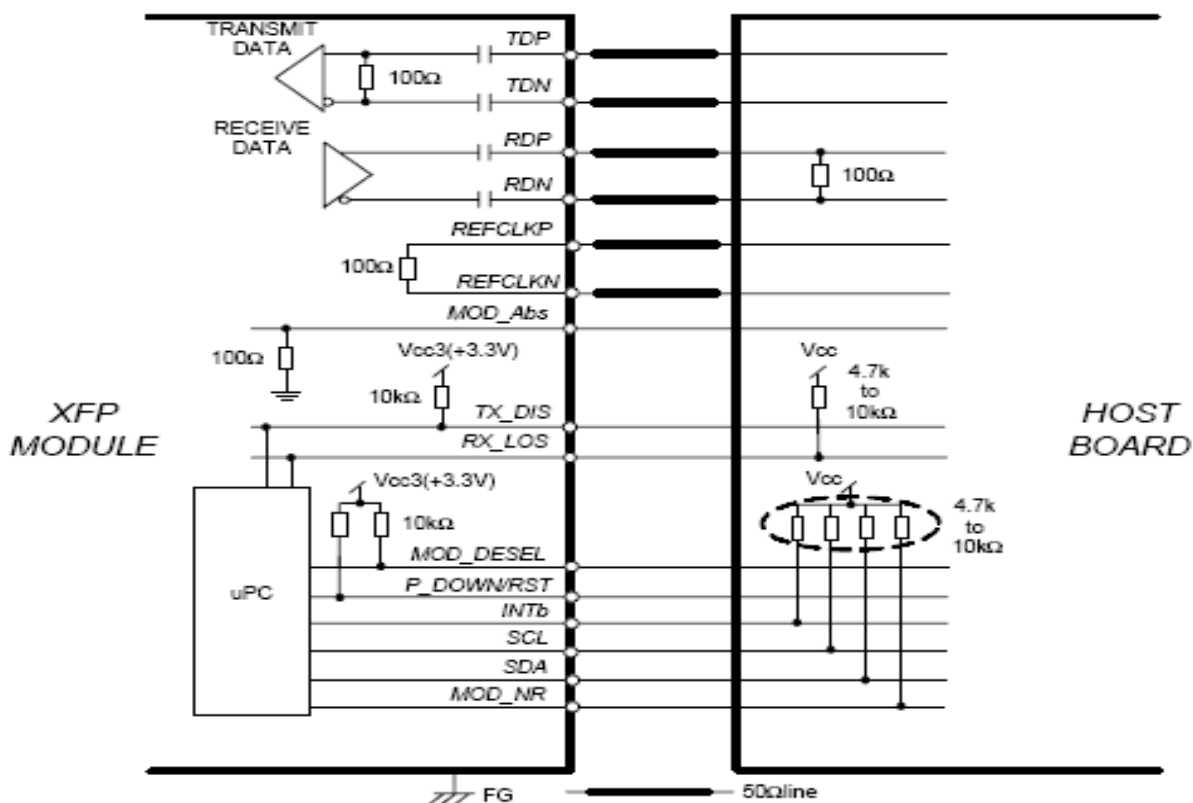 TRANSMIT
DATA
TDP
100Ω
TDN
RECEIVE
DATA
RDP
100Ω
RDN
REFCLKP
100Ω
REFCLKN
MOD_Abs
100Ω
Vcc3(+3.3V)
10kΩ
TX_DIS
RX_LOS
Vcc
4.7k
to
10kΩ
XFP
MODULE
HOST
BOARD
Vcc3(+3.3V)
10kΩ
MOD_DESEL
P_DOWN/RST
INTb
SCL
SDA
MOD_NR
uPC
Vcc
4.7k
to
10kΩ
FG
50Ωline